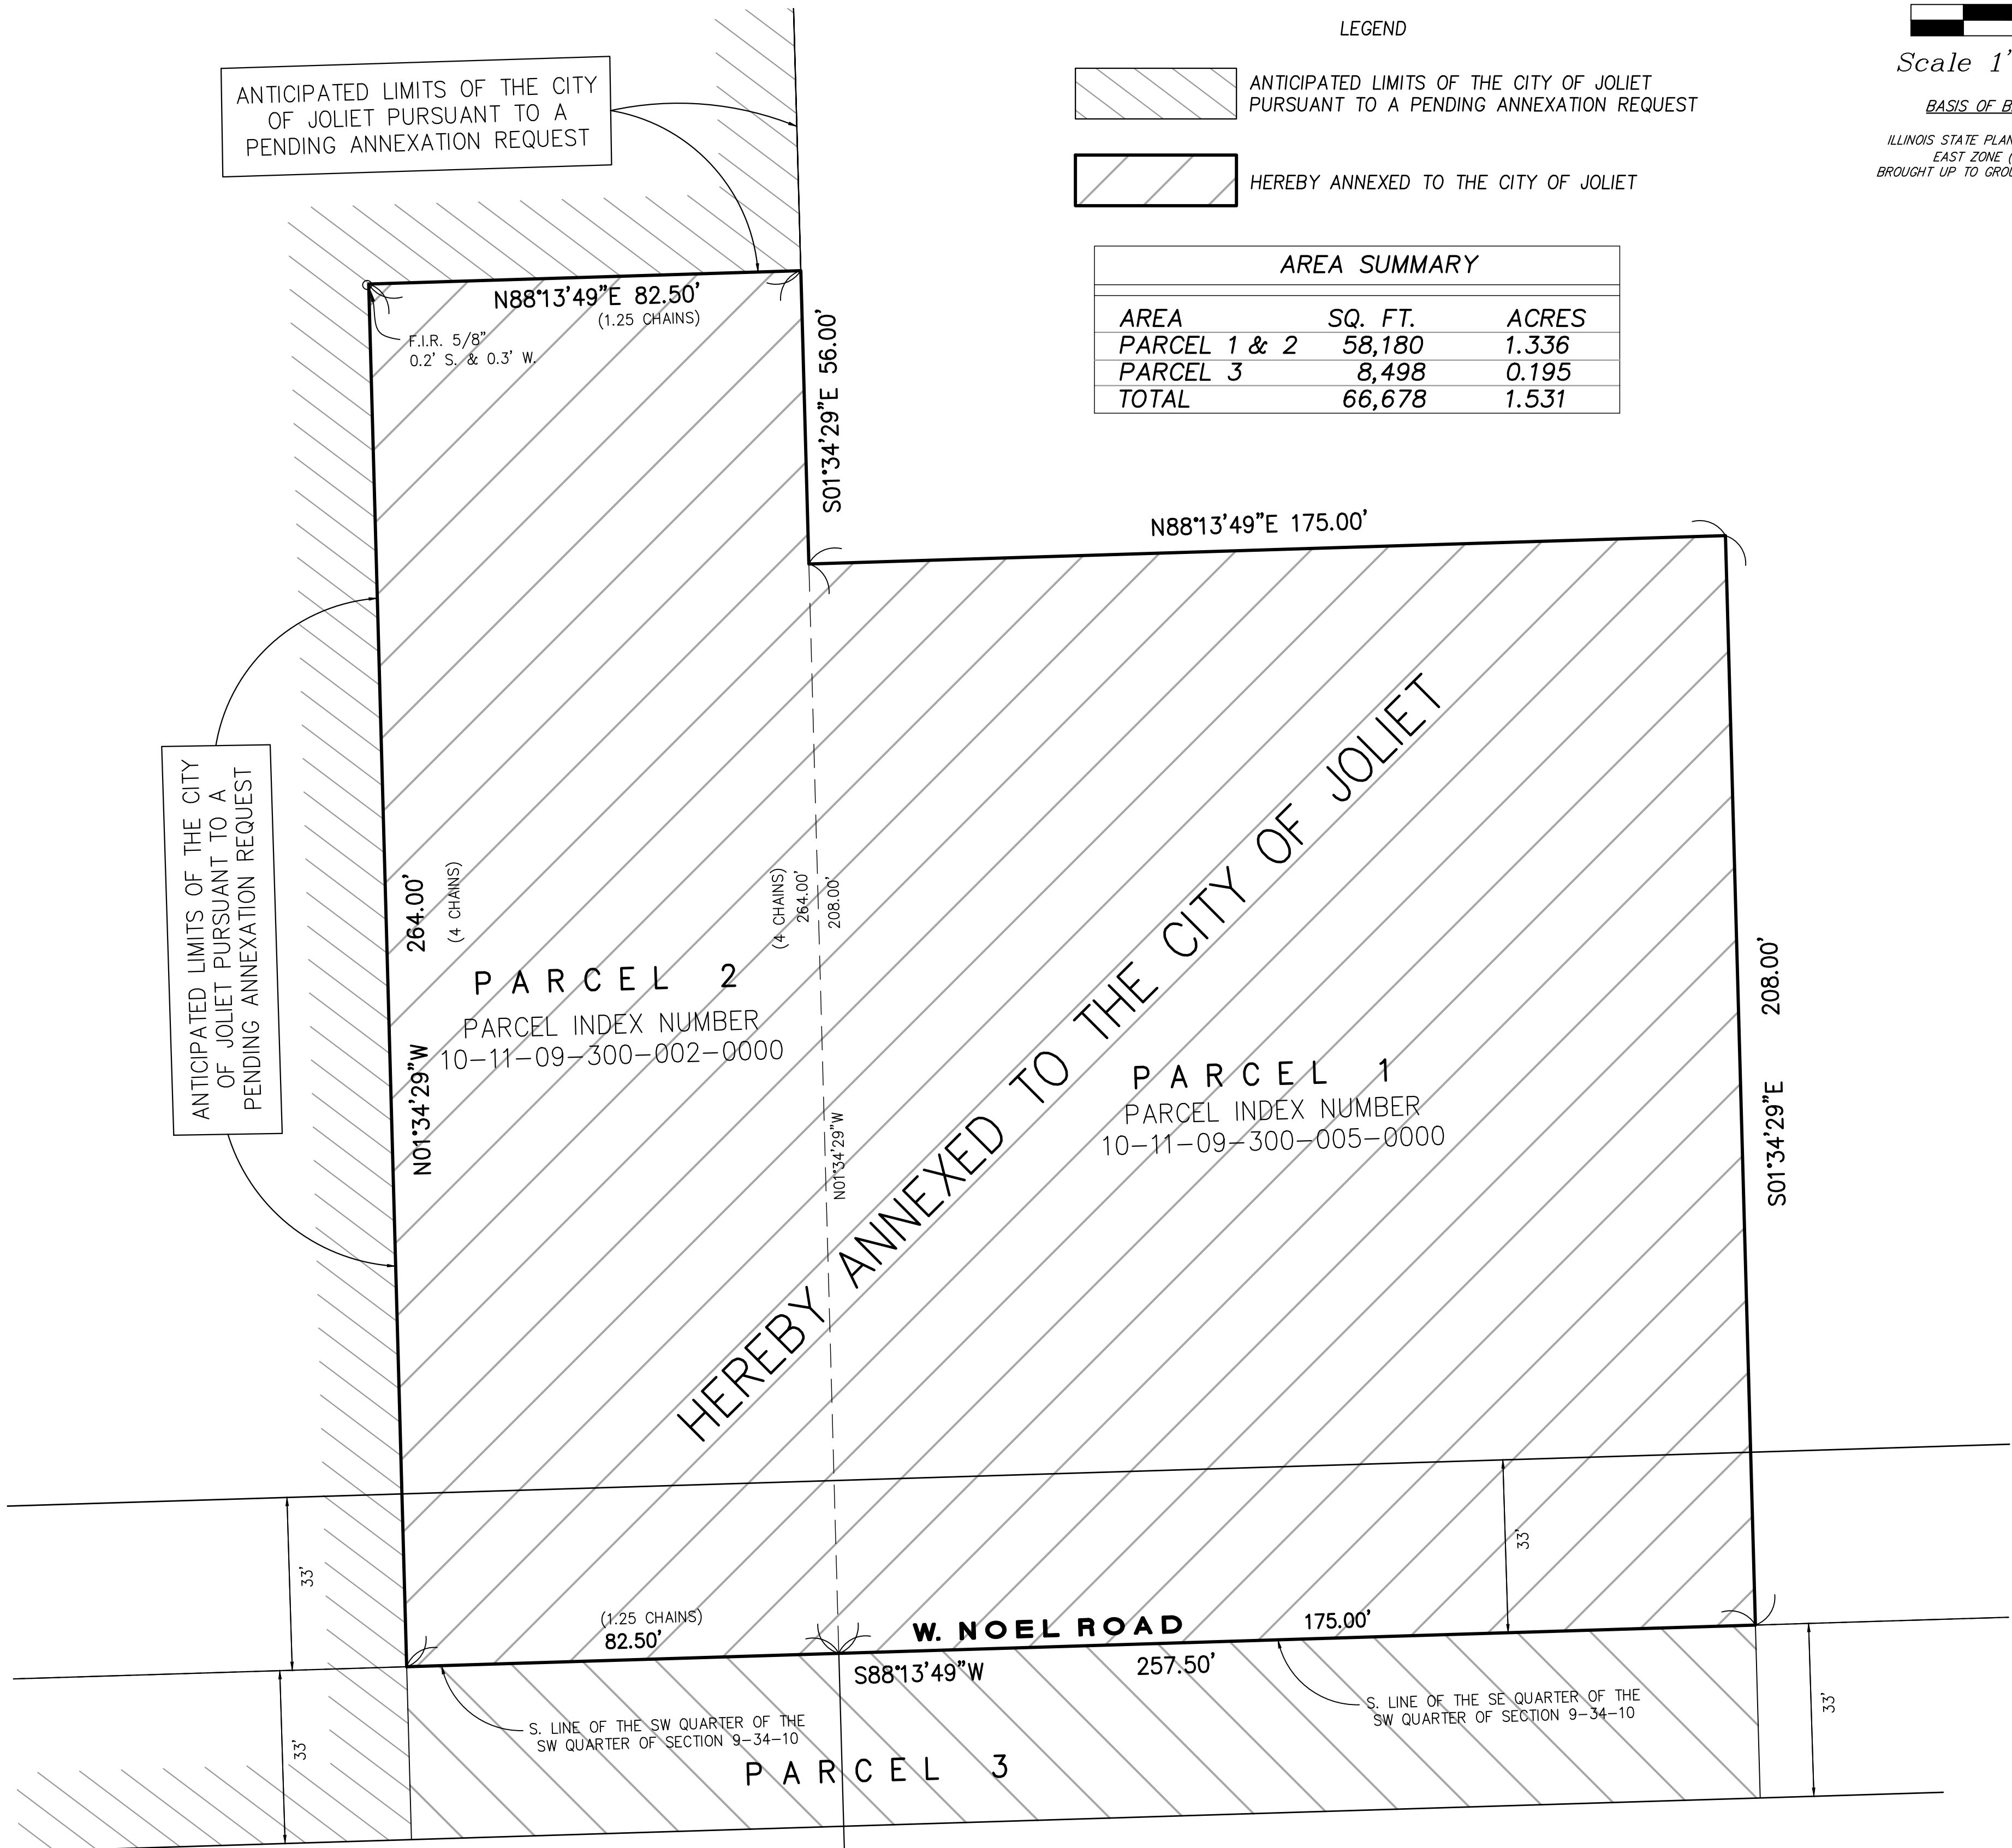 LEGEND
ANTICIPATED LIMITS OF THE CITY OF JOLIET
PURSUANT TO A PENDING ANNEXATION REQUEST
HEREBY ANNEXED TO THE CITY OF JOLIET
Scale 1"
BASIS OF
ILLINOIS STATE
EAST ZONE (
BROUGHT UP TO
ANTICIPATED LIMITS OF THE CITY
OF JOLIET PURSUANT TO A
PENDING ANNEXATION REQUEST
AREA SUMMARY
AREA SQ. FT. ACRES
PARCEL 1 & 2 58,180 1.336
PARCEL 3 8,498 0.195
TOTAL 66,678 1.531
N88°13'49"E 82.50'
(1.25 CHAINS)
F.I.R. 5/8"
0.2' S. & 0.3' W.
S01°34'29"E 56.00'
N88°13'49"E 175.00'
ANTICIPATED LIMITS OF THE CITY
OF JOLIET PURSUANT TO A
PENDING ANNEXATION REQUEST
N01°34'29"W 264.00'
(4 CHAINS)
(4 CHAINS)
264.00'
208.00'
N01°34'29"W
PARCEL 2
PARCEL INDEX NUMBER
10-11-09-300-002-0000
HEREBY ANNEXED TO THE CITY OF JOLIET
PARCEL 1
PARCEL INDEX NUMBER
10-11-09-300-005-0000
S01°34'29"E 208.00'
33'
33'
(1.25 CHAINS)
82.50'
W. NOEL ROAD
175.00'
S88°13'49"W 257.50'
33'
33'
S. LINE OF THE SW QUARTER OF THE
SW QUARTER OF SECTION 9-34-10
S. LINE OF THE SE QUARTER OF THE
SW QUARTER OF SECTION 9-34-10
PARCEL 3